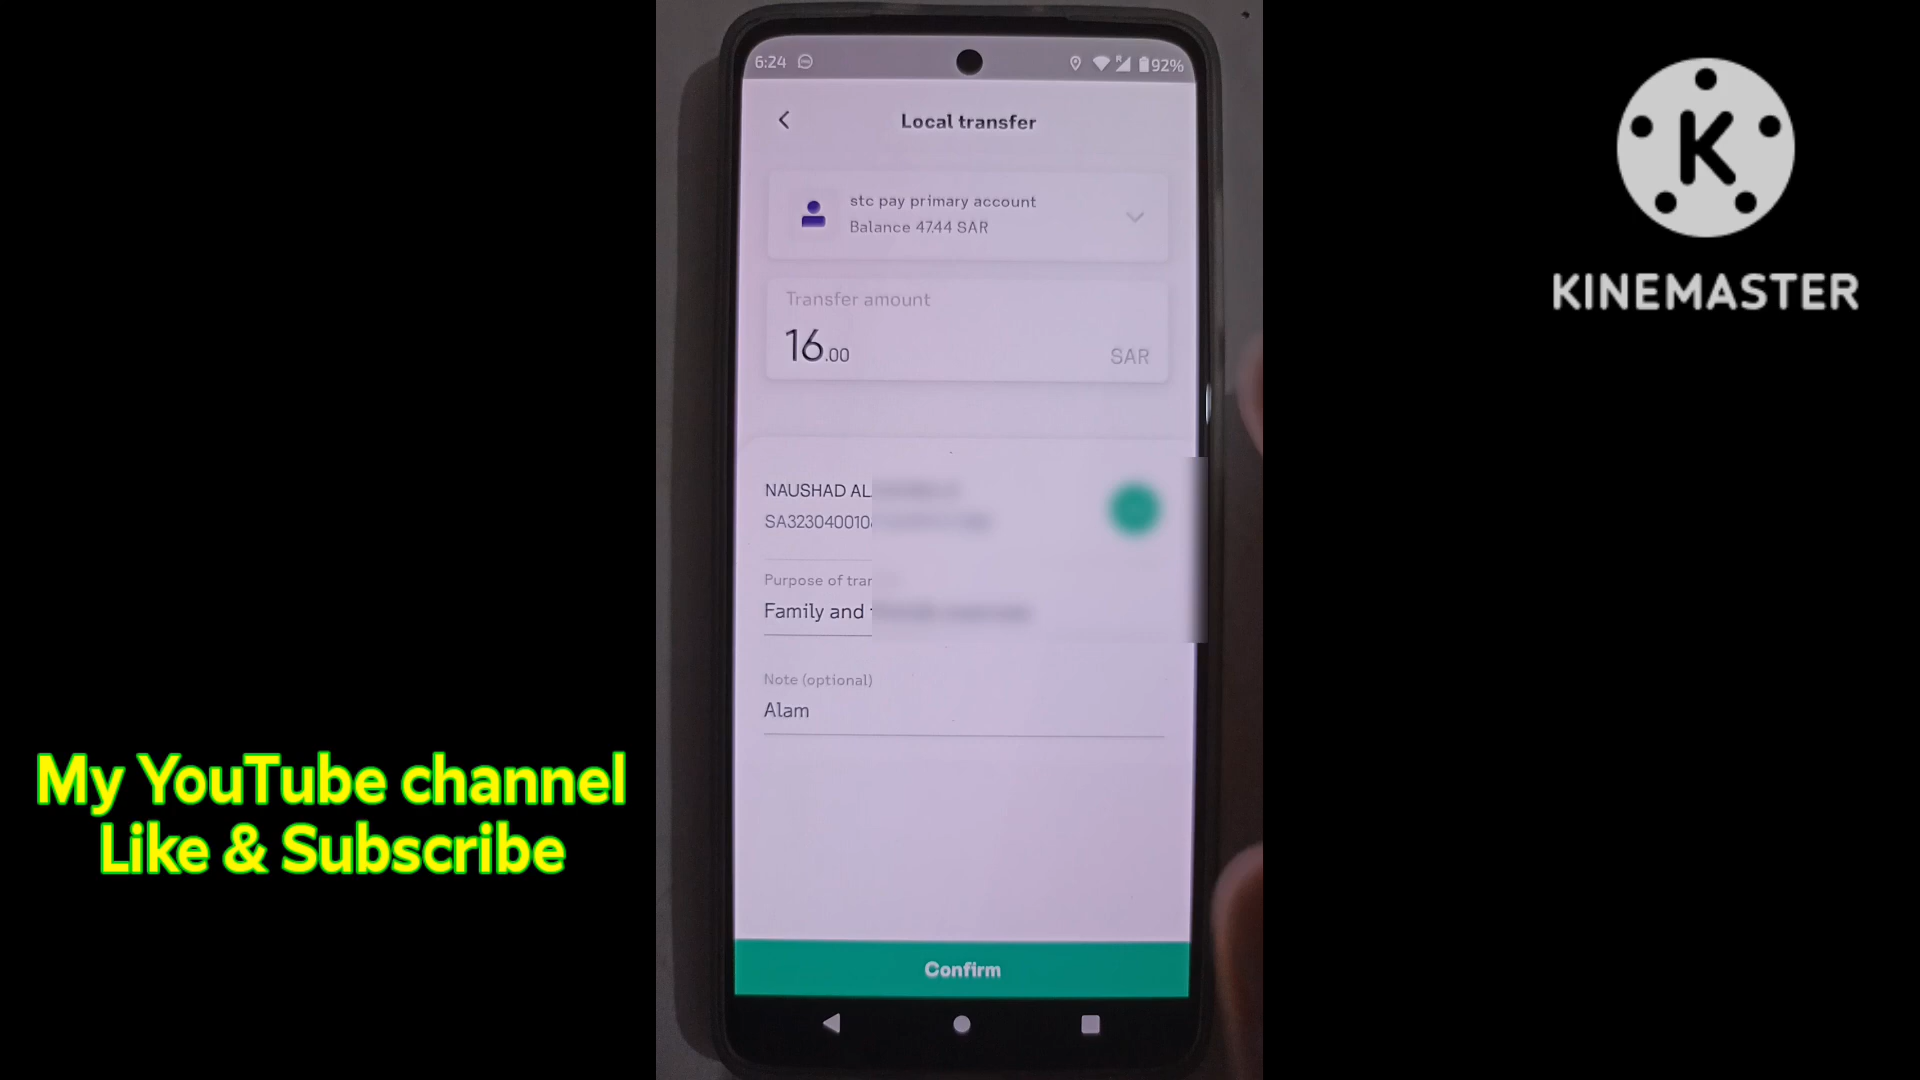 6:24
92%
Local transfer
stc pay primary account
Balance 47.44 SAR
Transfer amount
16.00
SAR
NAUSHAD AL
SA323040010
Purpose of tran
Family and
Note (optional)
Alam
Confirm
K
KINEMASTER
My YouTube channel
Like & Subscribe